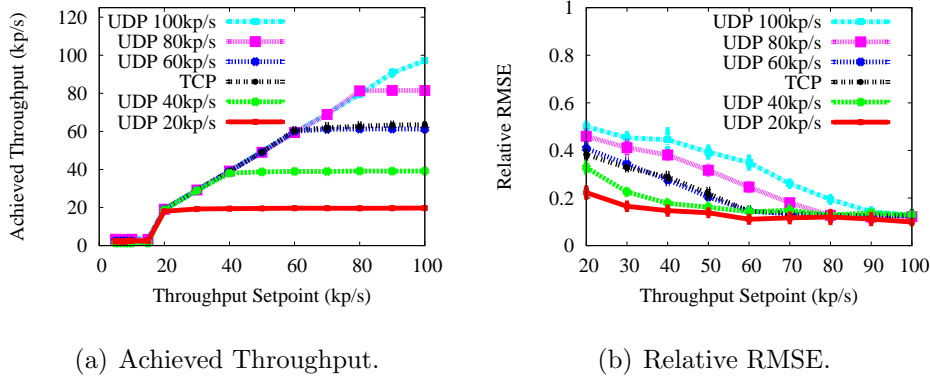 Achieved Throughput (kp/s)
120
100
80
60
40
20
0
UDP 100kp/s
UDP 80kp/s
UDP 60kp/s
TCP
UDP 40kp/s
UDP 20kp/s
0 20 40 60 80 100
Throughput Setpoint (kp/s)
(a) Achieved Throughput.
Relative RMSE
1
0.8
0.6
0.4
0.2
0
UDP 100kp/s
UDP 80kp/s
UDP 60kp/s
TCP
UDP 40kp/s
UDP 20kp/s
20 30 40 50 60 70 80 90 100
Throughput Setpoint (kp/s)
(b) Relative RMSE.